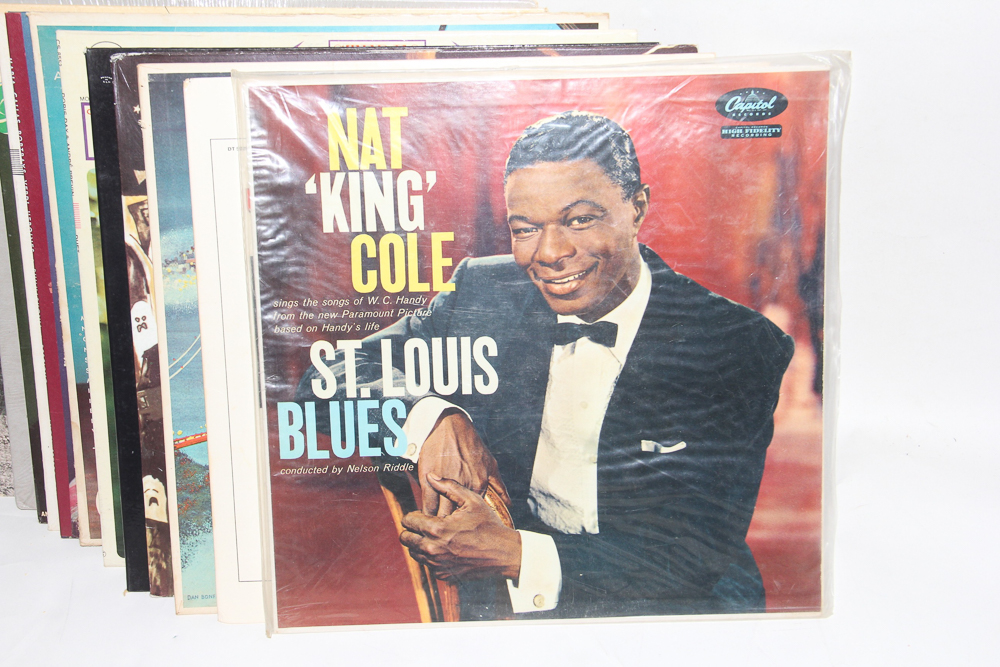 NAT
'KING'
COLE
sings the songs of W. C. Handy
from the new Paramount Picture
based on Handy's life
ST. LOUIS
BLUES
conducted by Nelson Riddle
Capitol
RECORDS
HIGH FIDELITY
RECORDING